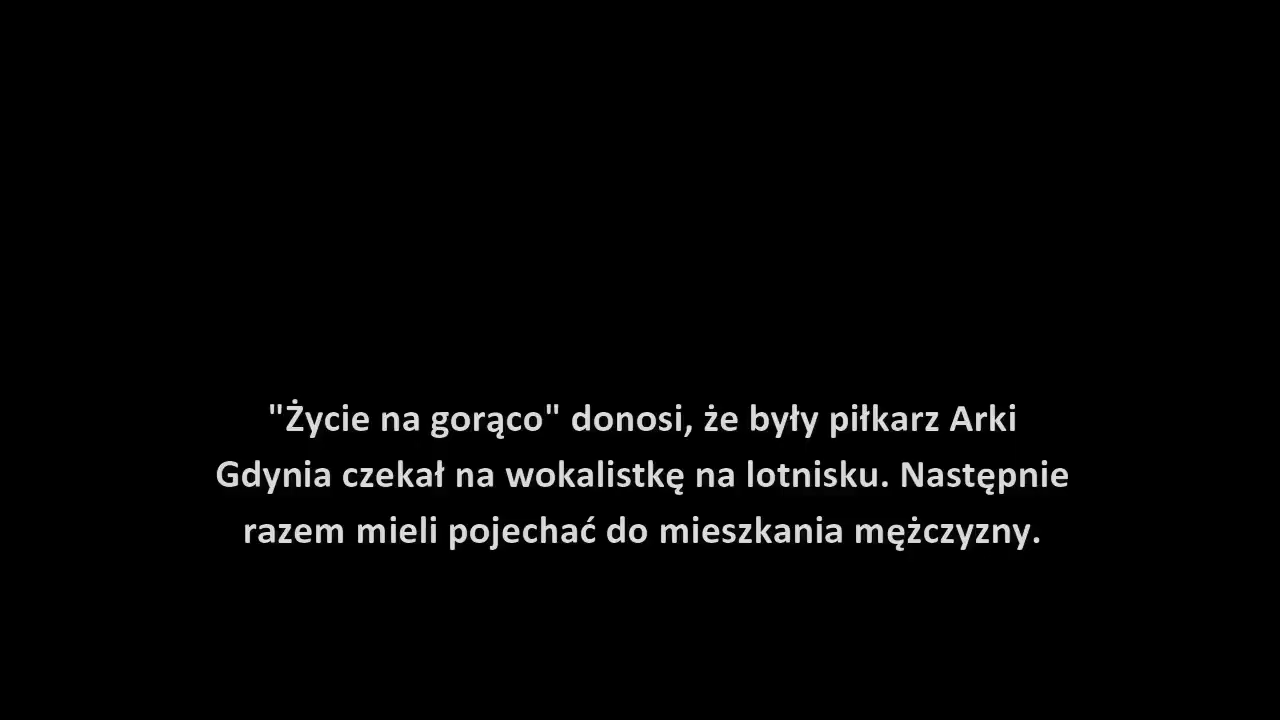 "Życie na gorąco" donosi, że były piłkarz Arki
Gdynia czekał na wokalistkę na lotnisku. Następnie
razem mieli pojechać do mieszkania mężczyzny.